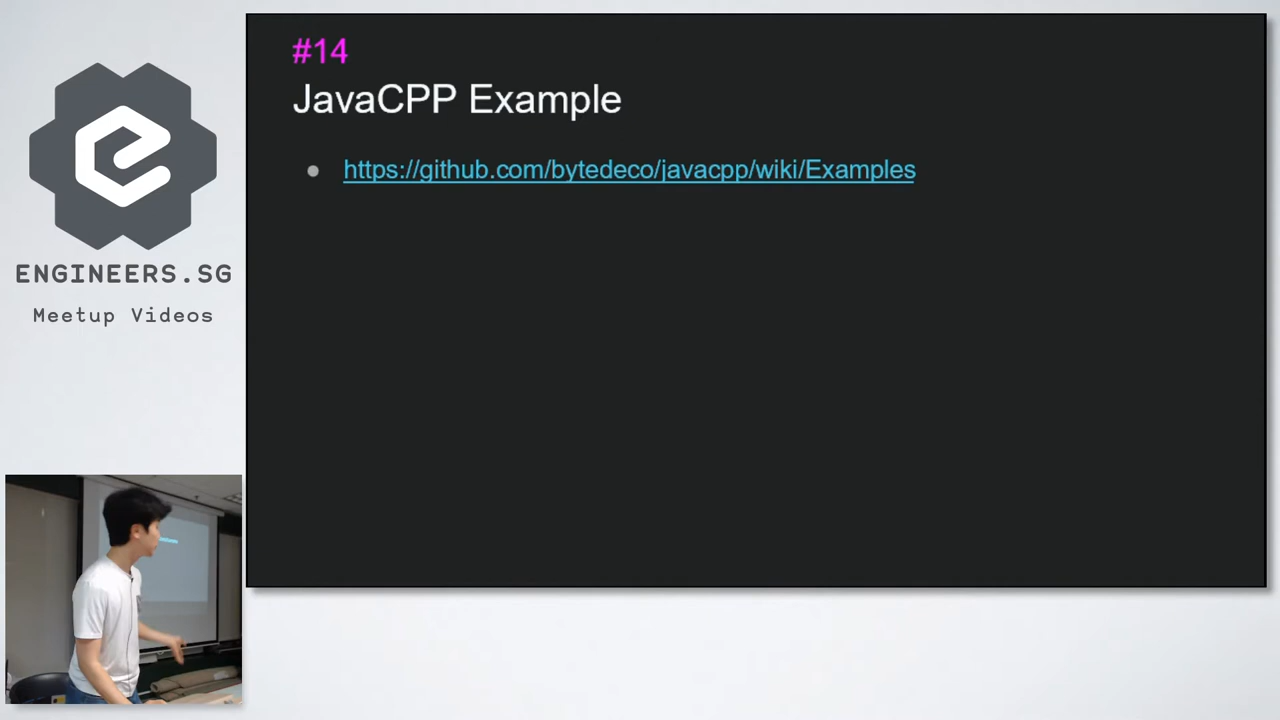 #14
JavaCPP Example
https://github.com/bytedeco/javacpp/wiki/Examples
ENGINEERS.SG
Meetup Videos